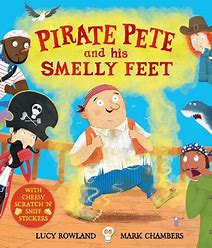 PIRATE PETE
and his
SMELLY FEET
WITH
CHEESY
SCRATCH 'N'
SNIFF
STICKERS
LUCY ROWLAND
MARK CHAMBERS